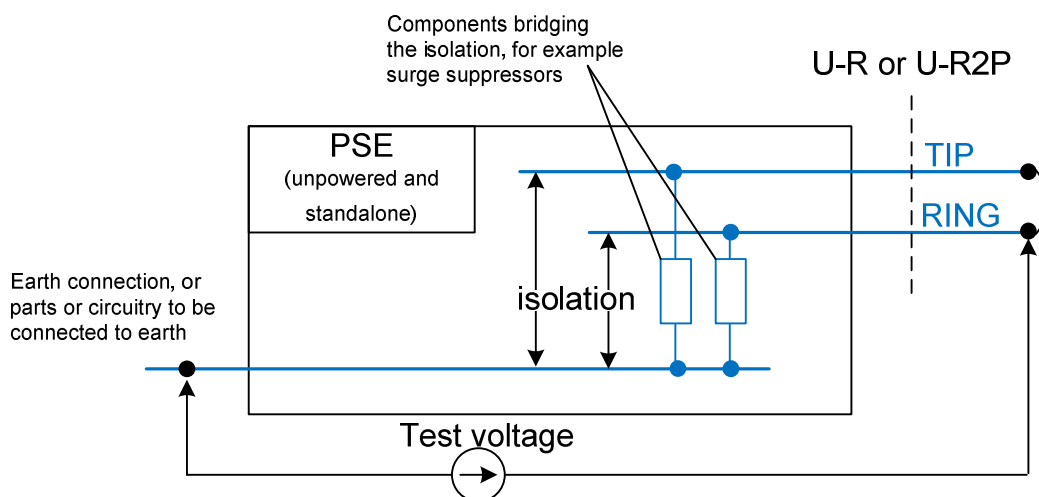 Components bridging
the isolation, for example
surge suppressors
U-R or U-R2P
PSE
(unpowered and
standalone)
TIP
RING
Earth connection, or
parts or circuitry to be
connected to earth
isolation
Test voltage